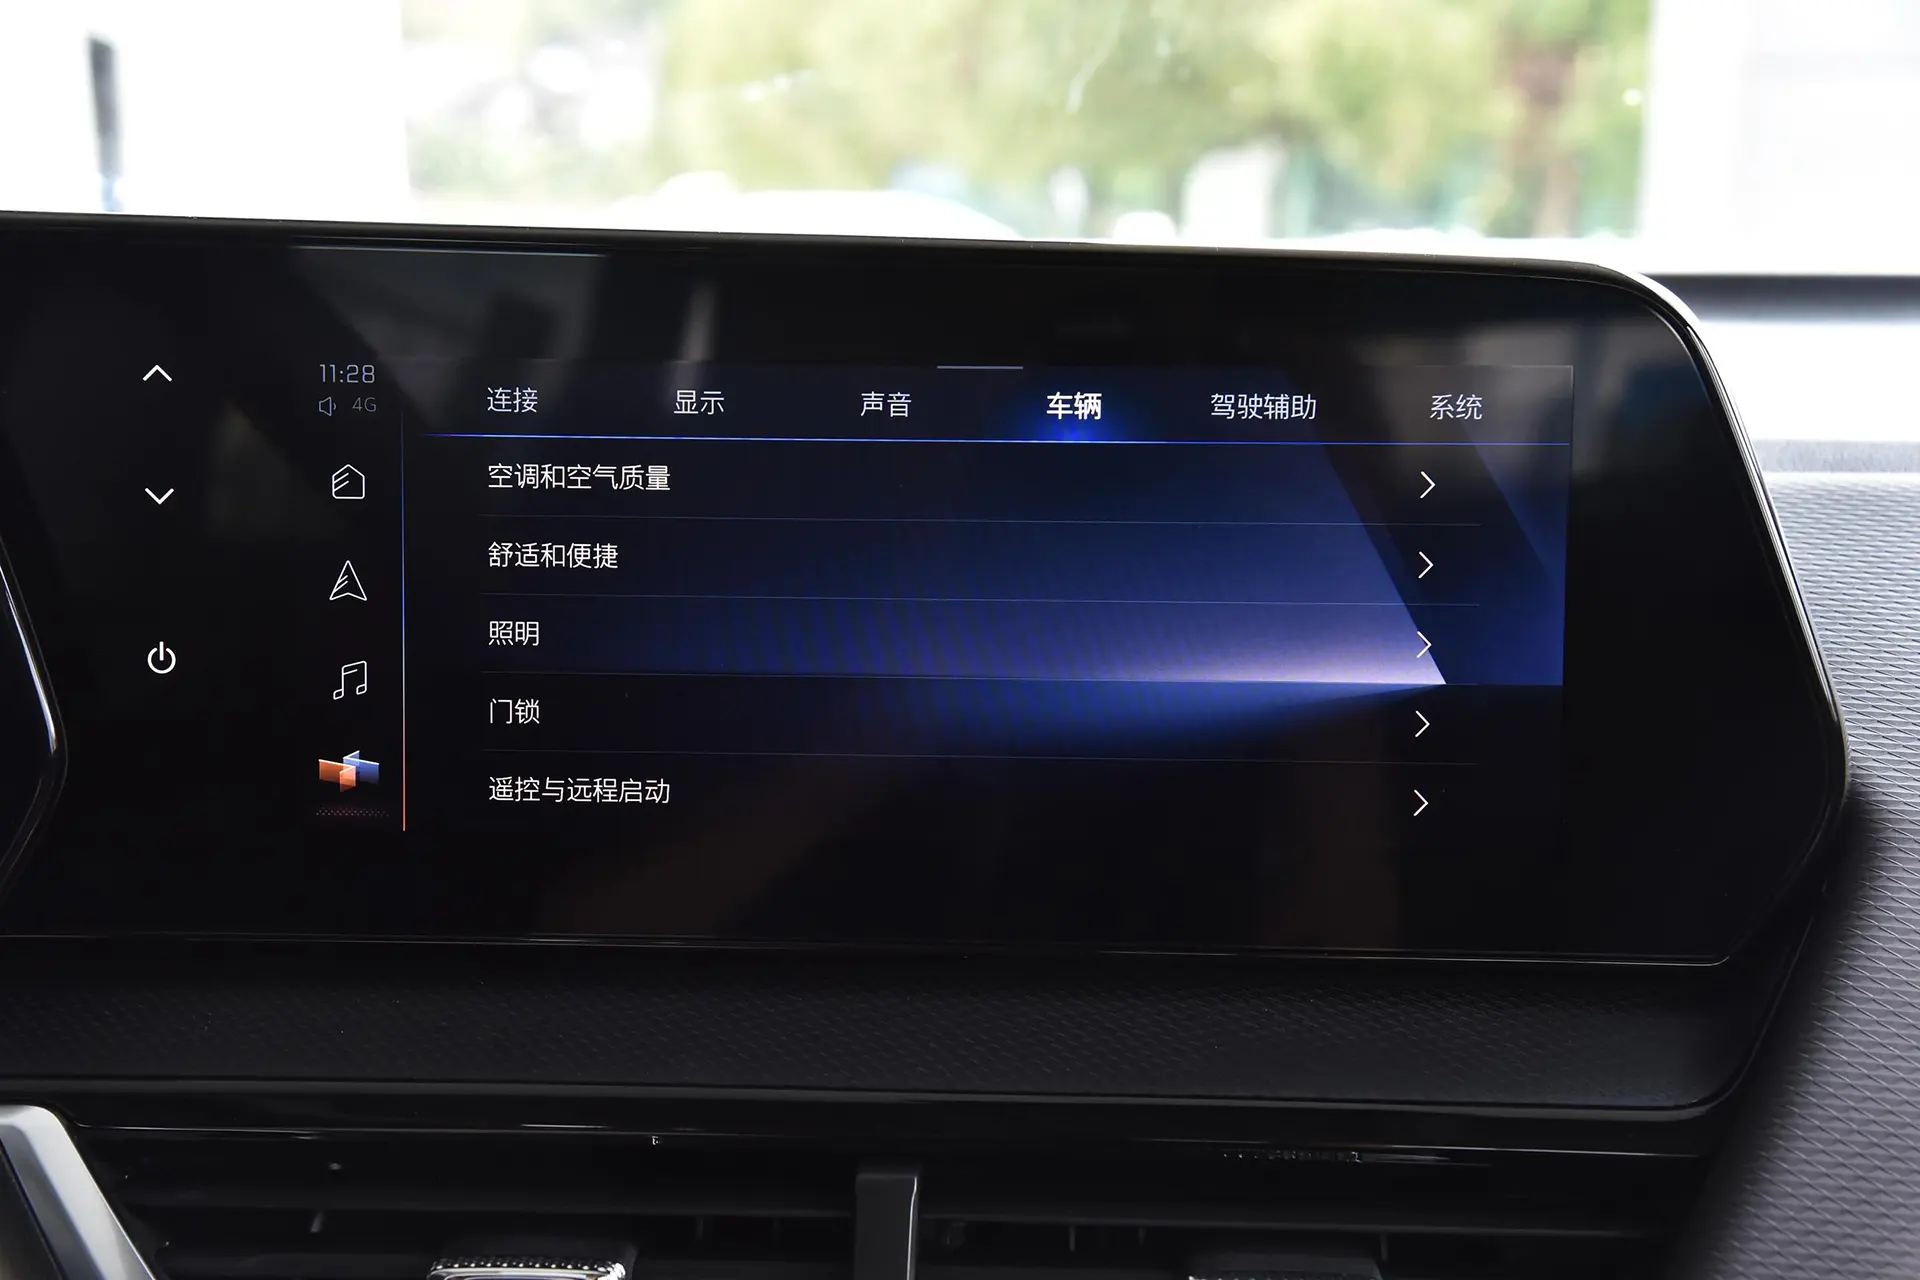 11:28
4G
连接 显示 声音 车辆 驾驶辅助 系统
空调和空气质量
舒适和便捷
照明
门锁
遥控与远程启动